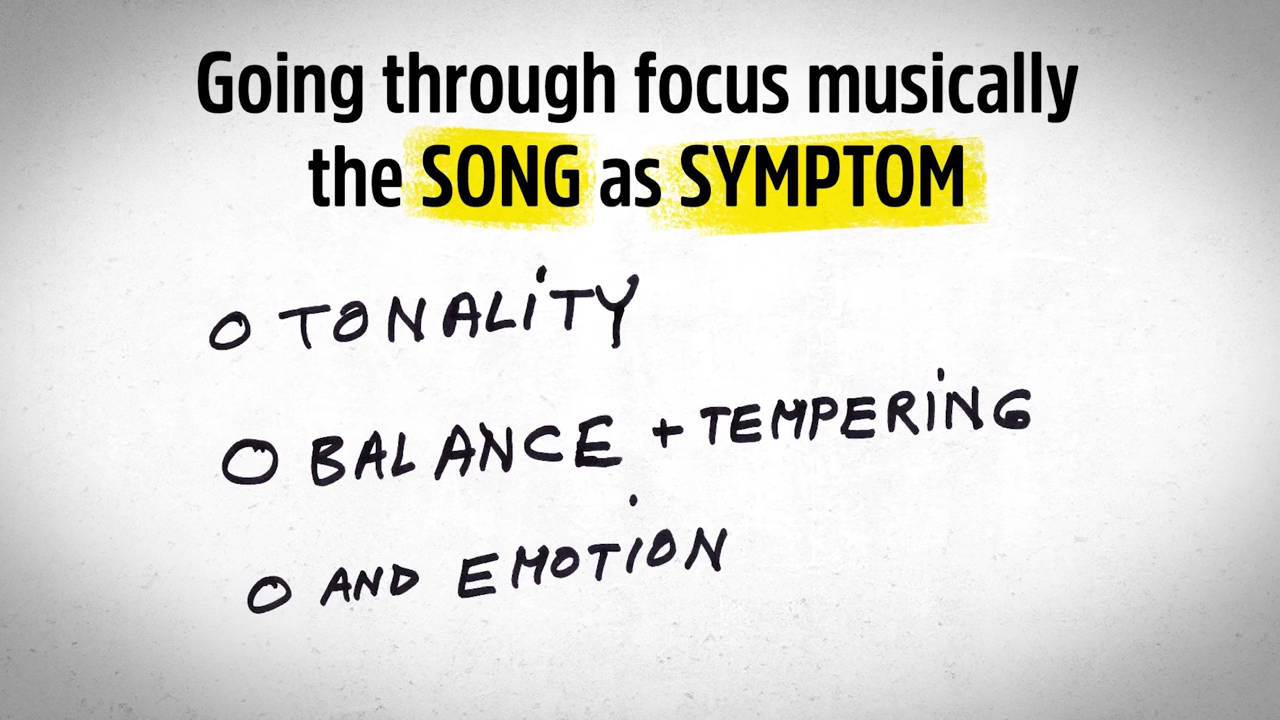 Going through focus musically
the SONG as SYMPTOM
O TONALiTY
O BALANCE + TEMPERiNG
O AND EMOTiON